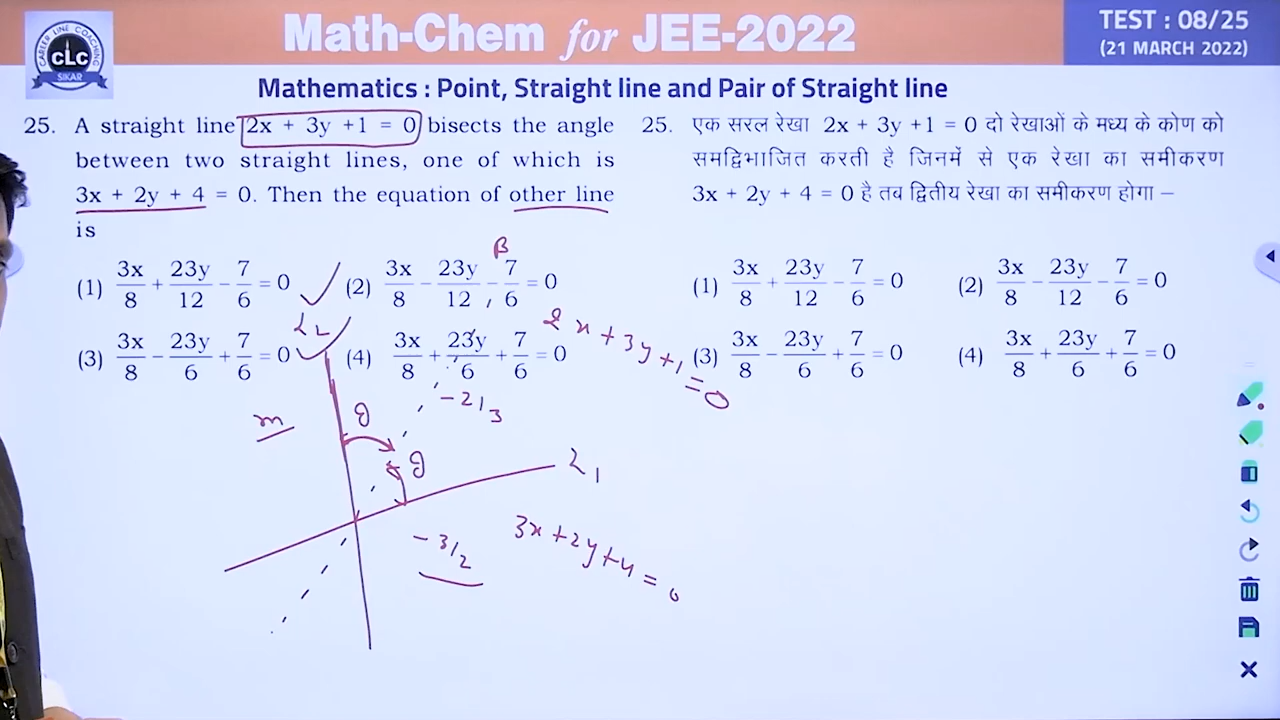 CAREER LINE COACHING
CLC
SIKAR
Math-Chem for JEE-2022
TEST : 08/25
(21 MARCH 2022)
Mathematics : Point, Straight line and Pair of Straight line
25. A straight line 2x + 3y +1 = 0 bisects the angle
between two straight lines, one of which is
3x + 2y + 4 = 0. Then the equation of other line
is
(1) 3x/8 + 23y/12 - 7/6 = 0 (2) 3x/8 - 23y/12 - 7/6 = 0
(3) 3x/8 - 23y/6 + 7/6 = 0 (4) 3x/8 + 23y/6 + 7/6 = 0
25. एक सरल रेखा 2x + 3y +1 = 0 दो रेखाओं के मध्य के कोण को
समद्विभाजित करती है जिनमें से एक रेखा का समीकरण
3x + 2y + 4 = 0 है तब द्वितीय रेखा का समीकरण होगा –
(1) 3x/8 + 23y/12 - 7/6 = 0 (2) 3x/8 - 23y/12 - 7/6 = 0
(3) 3x/8 - 23y/6 + 7/6 = 0 (4) 3x/8 + 23y/6 + 7/6 = 0
β
L2
2x+3y+1=0
-2/3
m
θ
θ
L1
-3/2
3x+2y+4=0